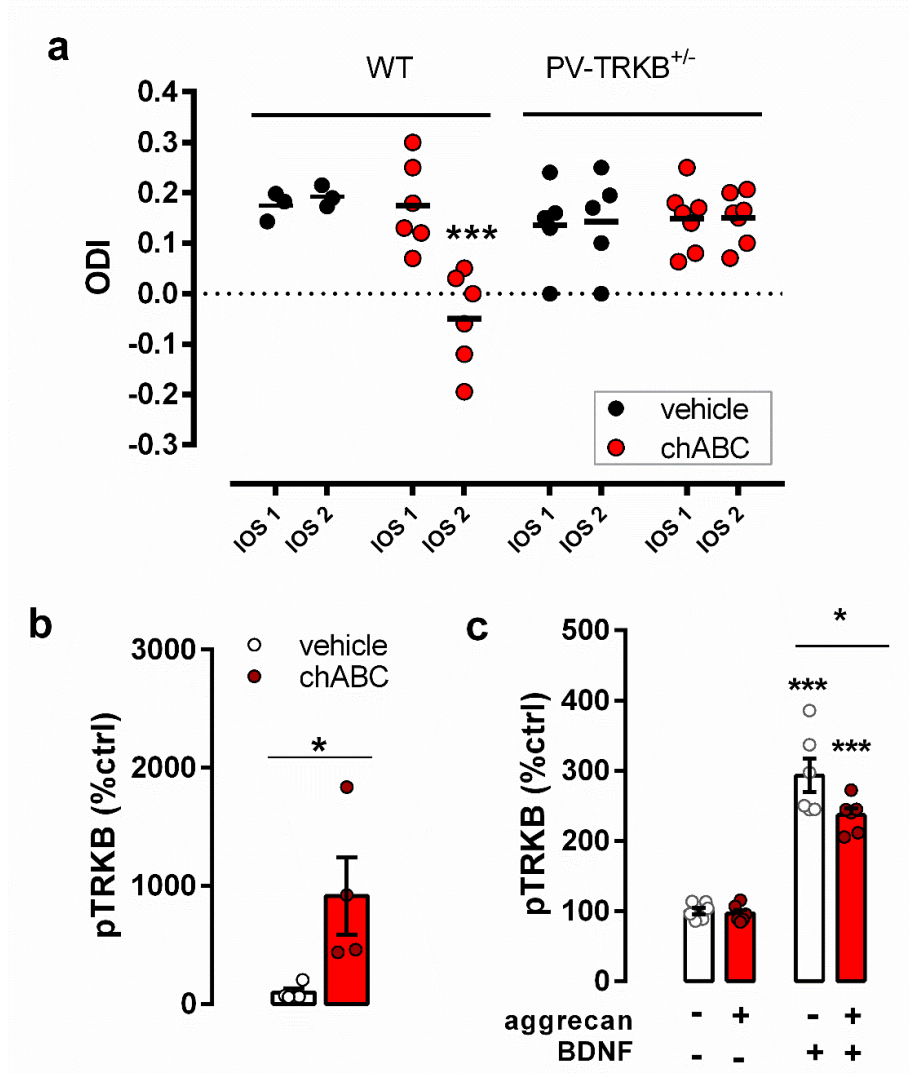 a
WT PV-TRKB+/-
0.4
0.3
0.2
0.1
0.0
-0.1
-0.2
-0.3
ODI
***
vehicle
chABC
IOS 1 IOS 2 IOS 1 IOS 2 IOS 1 IOS 2 IOS 1 IOS 2
b
vehicle
chABC
3000
2000
1000
0
pTRKB (%ctrl)
*
c
500
400
300
200
100
0
pTRKB (%ctrl)
*
***
***
aggrecan - + - +
BDNF - - + +